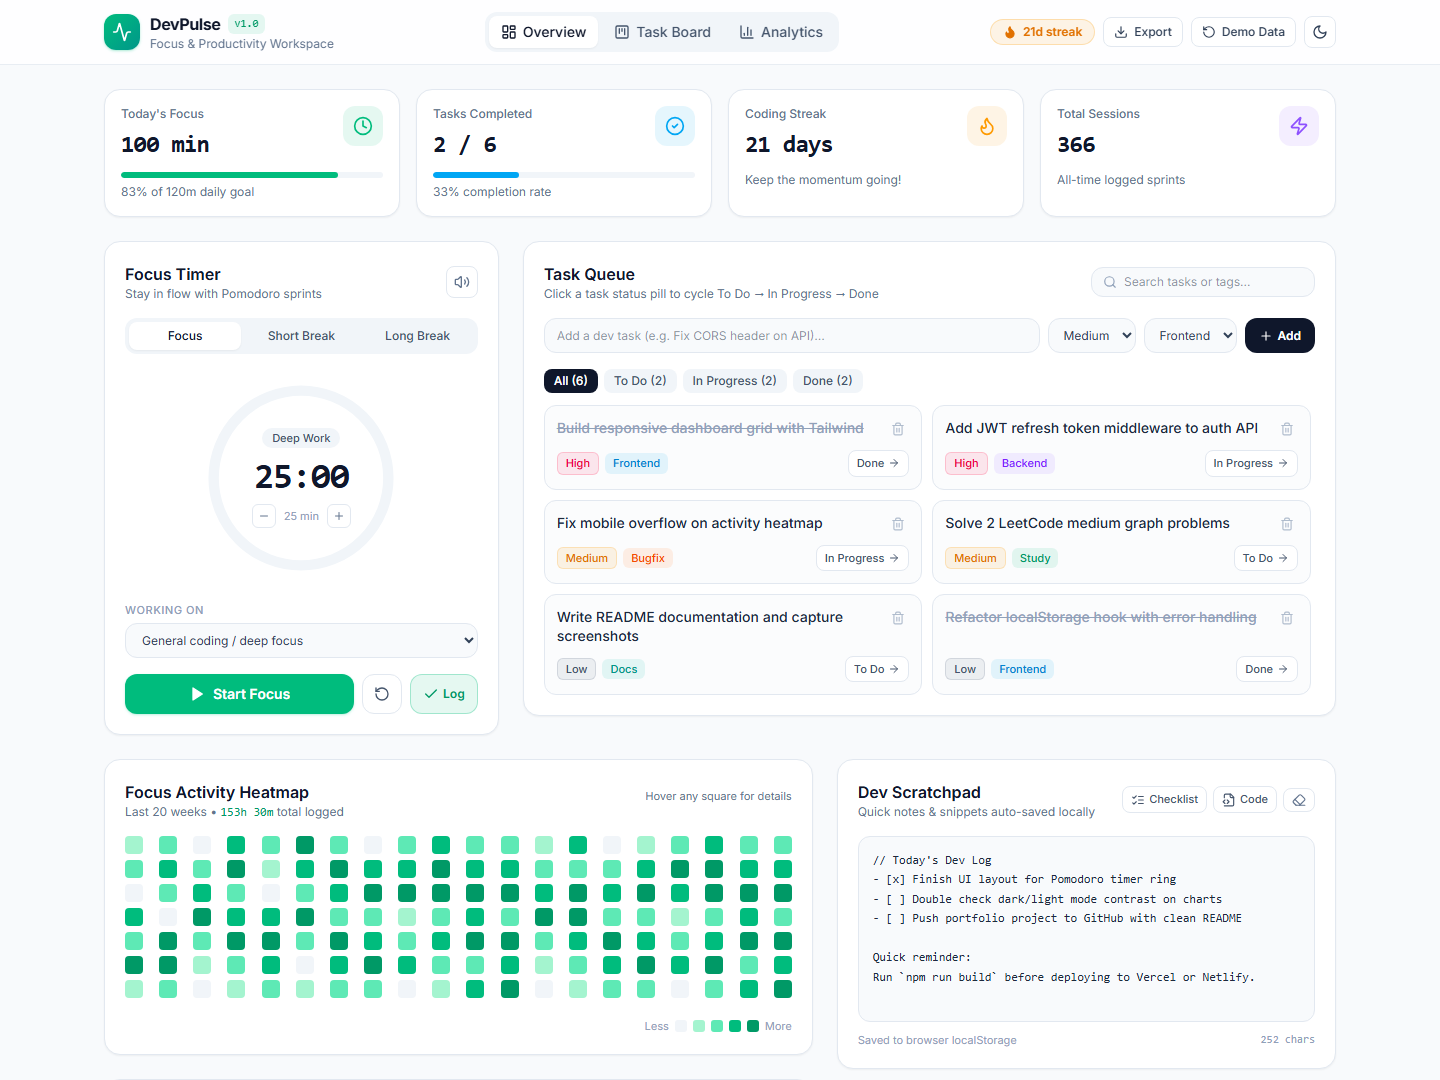 DevPulse v1.0
Focus & Productivity Workspace
Overview
Task Board
Analytics
21d streak
Export
Demo Data
Today's Focus
100 min
83% of 120m daily goal
Tasks Completed
2 / 6
33% completion rate
Coding Streak
21 days
Keep the momentum going!
Total Sessions
366
All-time logged sprints
Focus Timer
Stay in flow with Pomodoro sprints
Focus
Short Break
Long Break
Deep Work
25:00
− 25 min +
WORKING ON
General coding / deep focus
Start Focus
Log
Task Queue
Click a task status pill to cycle To Do → In Progress → Done
Search tasks or tags...
Add a dev task (e.g. Fix CORS header on API)...
Medium
Frontend
+ Add
All (6)
To Do (2)
In Progress (2)
Done (2)
Build responsive dashboard grid with Tailwind
High
Frontend
Done →
Add JWT refresh token middleware to auth API
High
Backend
In Progress →
Fix mobile overflow on activity heatmap
Medium
Bugfix
In Progress →
Solve 2 LeetCode medium graph problems
Medium
Study
To Do →
Write README documentation and capture
screenshots
Low
Docs
To Do →
Refactor localStorage hook with error handling
Low
Frontend
Done →
Focus Activity Heatmap
Last 20 weeks • 153h 30m total logged
Hover any square for details
Less
More
Dev Scratchpad
Quick notes & snippets auto-saved locally
Checklist
Code
// Today's Dev Log
- [x] Finish UI layout for Pomodoro timer ring
- [ ] Double check dark/light mode contrast on charts
- [ ] Push portfolio project to GitHub with clean README
Quick reminder:
Run `npm run build` before deploying to Vercel or Netlify.
Saved to browser localStorage
252 chars